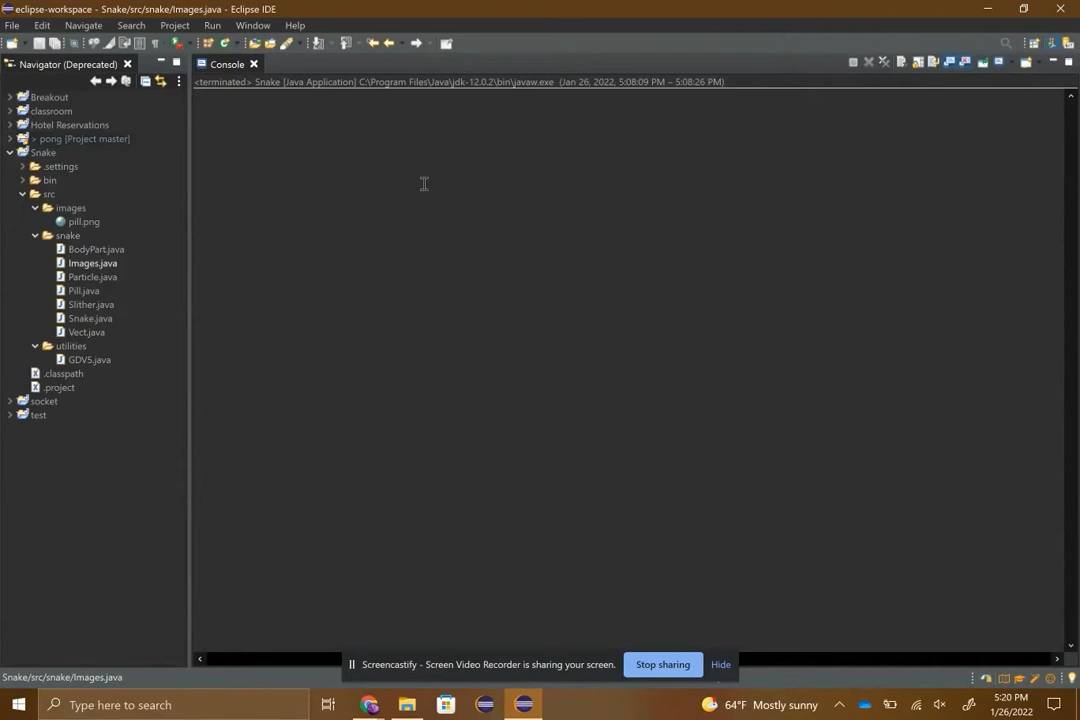 eclipse-workspace - Snake/src/snake/Images.java - Eclipse IDE
File Edit Navigate Search Project Run Window Help
Navigator (Deprecated)
Console
<terminated> Snake [Java Application] C:\Program Files\Java\jdk-12.0.2\bin\javaw.exe (Jan 26, 2022, 5:08:09 PM – 5:08:26 PM)
Breakout
classroom
Hotel Reservations
> pong [Project master]
Snake
.settings
bin
src
images
pill.png
snake
BodyPart.java
Images.java
Particle.java
Pill.java
Slither.java
Snake.java
Vect.java
utilities
GDV5.java
.classpath
.project
socket
test
Screencastify - Screen Video Recorder is sharing your screen.
Stop sharing
Hide
Snake/src/snake/Images.java
Type here to search
64°F Mostly sunny
5:20 PM
1/26/2022